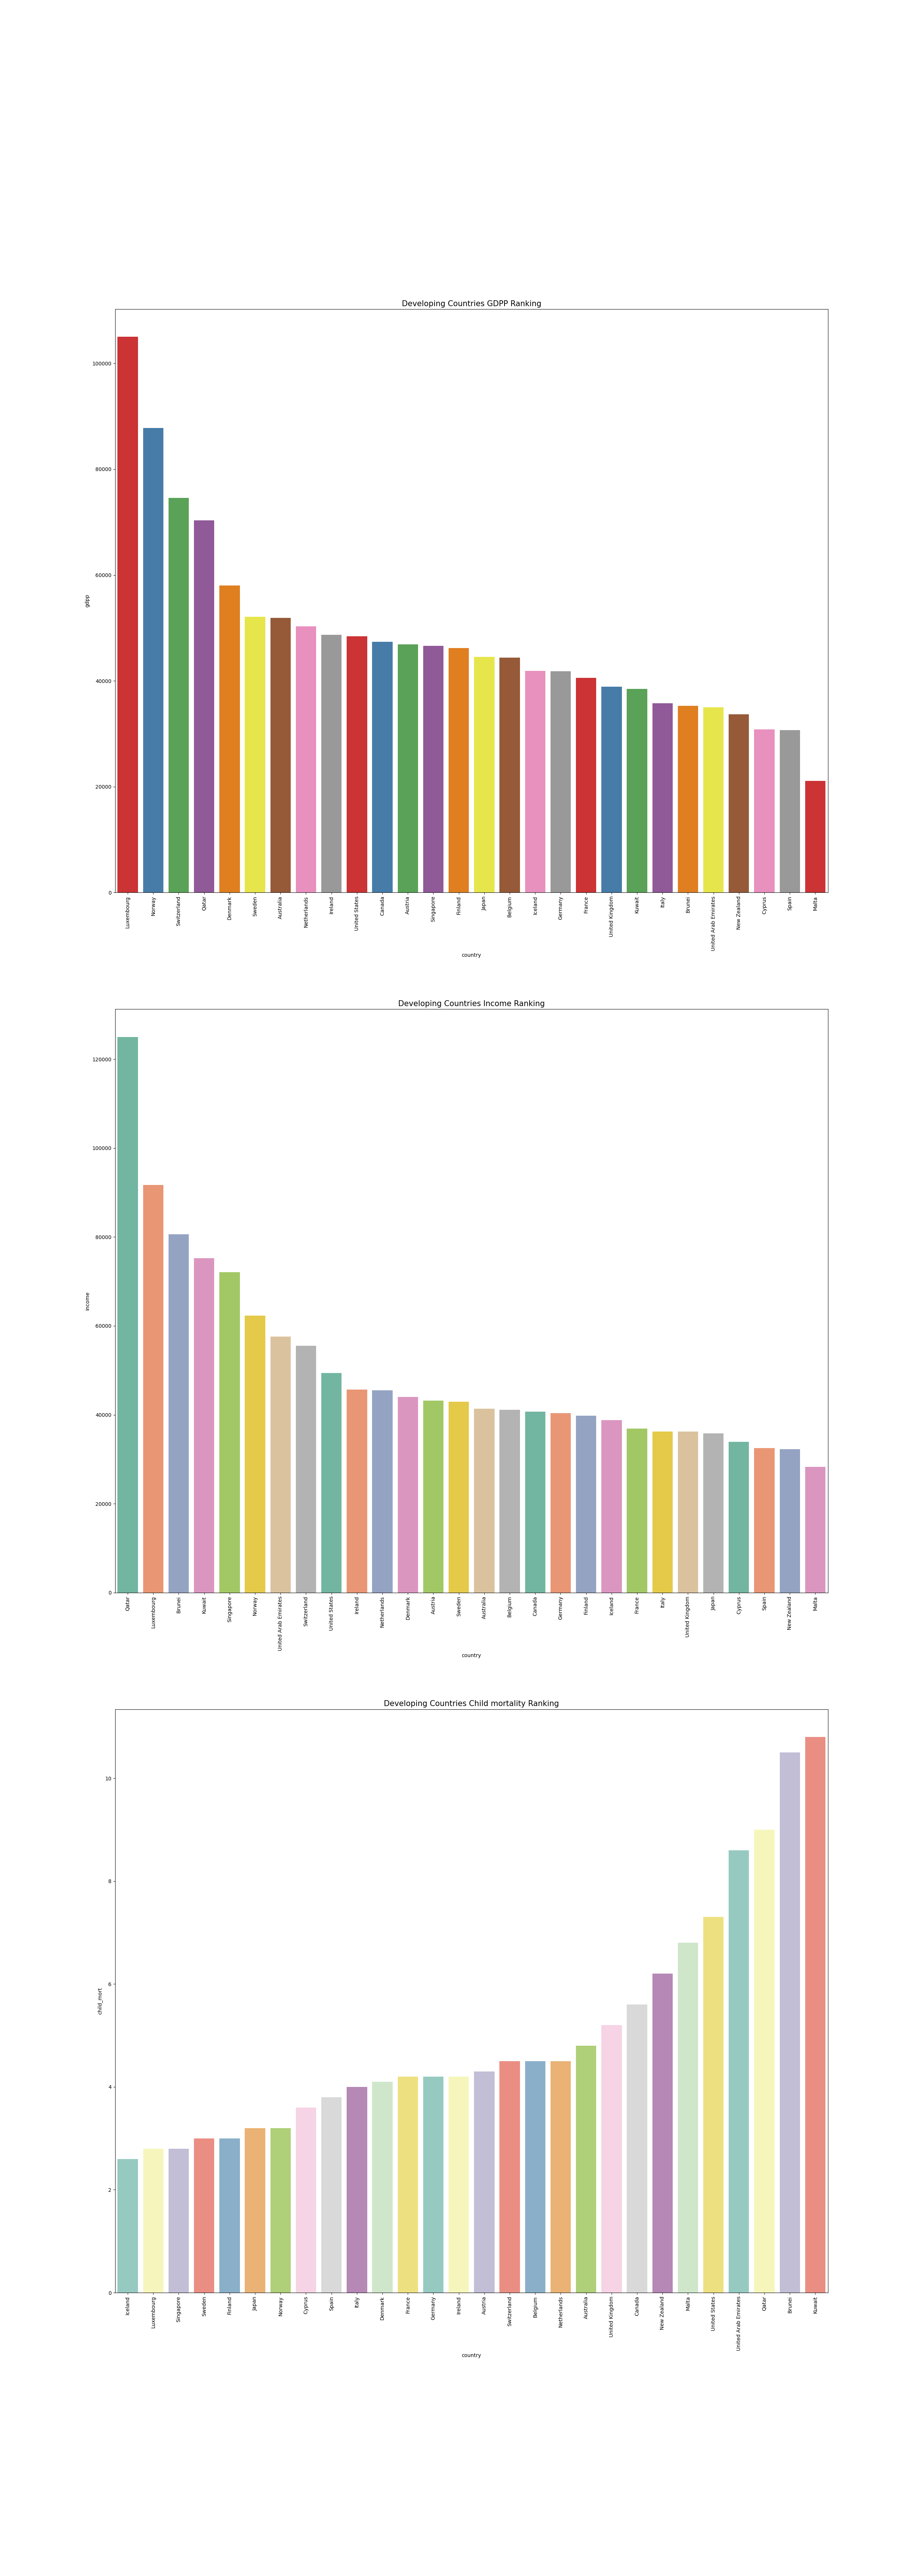 Developing Countries GDPP Ranking
100000
80000
60000
40000
20000
0
gdpp
Luxembourg
Norway
Switzerland
Qatar
Denmark
Sweden
Australia
Netherlands
Ireland
United States
Canada
Austria
Singapore
Finland
Japan
Belgium
Iceland
Germany
France
United Kingdom
Kuwait
Italy
Brunei
United Arab Emirates
New Zealand
Cyprus
Spain
Malta
country
Developing Countries Income Ranking
120000
100000
80000
60000
40000
20000
0
income
Qatar
Luxembourg
Brunei
Kuwait
Singapore
Norway
United Arab Emirates
Switzerland
United States
Ireland
Netherlands
Denmark
Austria
Sweden
Australia
Belgium
Canada
Germany
Finland
Iceland
France
Italy
United Kingdom
Japan
Cyprus
Spain
New Zealand
Malta
country
Developing Countries Child mortality Ranking
10
8
6
4
2
0
child_mort
Iceland
Luxembourg
Singapore
Sweden
Finland
Japan
Norway
Cyprus
Spain
Italy
Denmark
France
Germany
Ireland
Austria
Switzerland
Belgium
Netherlands
Australia
United Kingdom
Canada
New Zealand
Malta
United States
United Arab Emirates
Qatar
Brunei
Kuwait
country